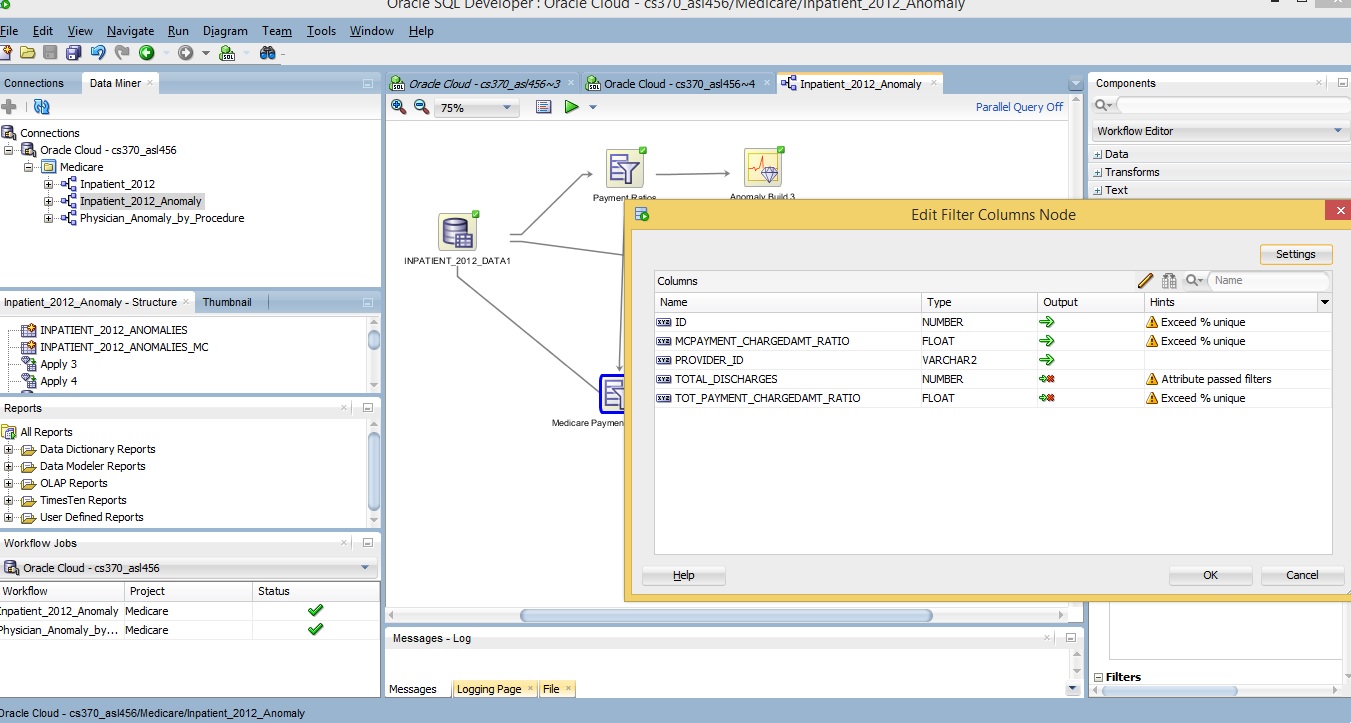 Oracle SQL Developer : Oracle Cloud - cs370_asl456/Medicare/Inpatient_2012_Anomaly
File Edit View Navigate Run Diagram Team Tools Window Help
Connections Data Miner
Connections
Oracle Cloud - cs370_asl456
Medicare
Inpatient_2012
Inpatient_2012_Anomaly
Physician_Anomaly_by_Procedure
Inpatient_2012_Anomaly - Structure Thumbnail
INPATIENT_2012_ANOMALIES
INPATIENT_2012_ANOMALIES_MC
Apply 3
Apply 4
Reports
All Reports
Data Dictionary Reports
Data Modeler Reports
OLAP Reports
TimesTen Reports
User Defined Reports
Workflow Jobs
Oracle Cloud - cs370_asl456
Workflow Project Status
Inpatient_2012_Anomaly Medicare
Physician_Anomaly_by... Medicare
Oracle Cloud - cs370_asl456~3 Oracle Cloud - cs370_asl456~4 Inpatient_2012_Anomaly
75% Parallel Query Off
Payment Ratios
Anomaly Build 3
INPATIENT_2012_DATA1
Medicare Paymen
Edit Filter Columns Node
Settings
Columns Name
Name Type Output Hints
ID NUMBER Exceed % unique
MCPAYMENT_CHARGEDAMT_RATIO FLOAT Exceed % unique
PROVIDER_ID VARCHAR2
TOTAL_DISCHARGES NUMBER Attribute passed filters
TOT_PAYMENT_CHARGEDAMT_RATIO FLOAT Exceed % unique
Help OK Cancel
Messages - Log
Messages Logging Page File
Components
Workflow Editor
Data
Transforms
Text
Filters
Oracle Cloud - cs370_asl456/Medicare/Inpatient_2012_Anomaly